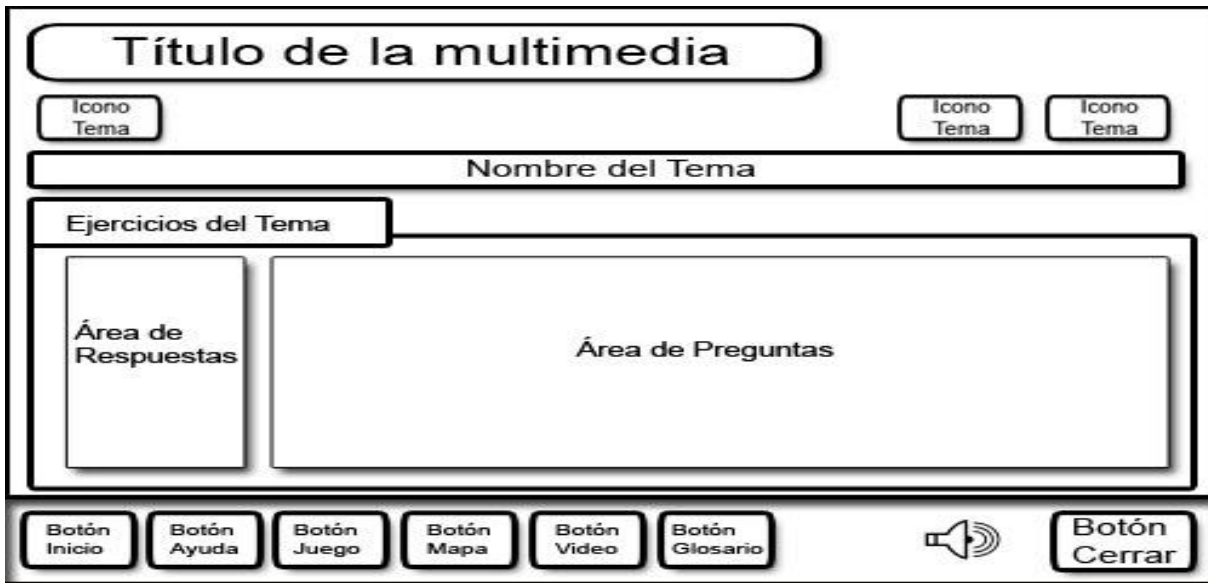 Título de la multimedia
Icono
Tema
Icono
Tema
Icono
Tema
Nombre del Tema
Ejercicios del Tema
Área de
Respuestas
Área de Preguntas
Botón
Inicio
Botón
Ayuda
Botón
Juego
Botón
Mapa
Botón
Video
Botón
Glosario
Botón
Cerrar